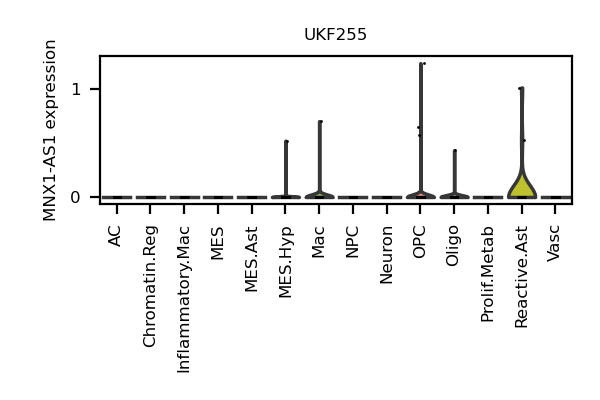 UKF255
MNX1-AS1 expression
1
0
AC
Chromatin.Reg
Inflammatory.Mac
MES
MES.Ast
MES.Hyp
Mac
NPC
Neuron
OPC
Oligo
Prolif.Metab
Reactive.Ast
Vasc